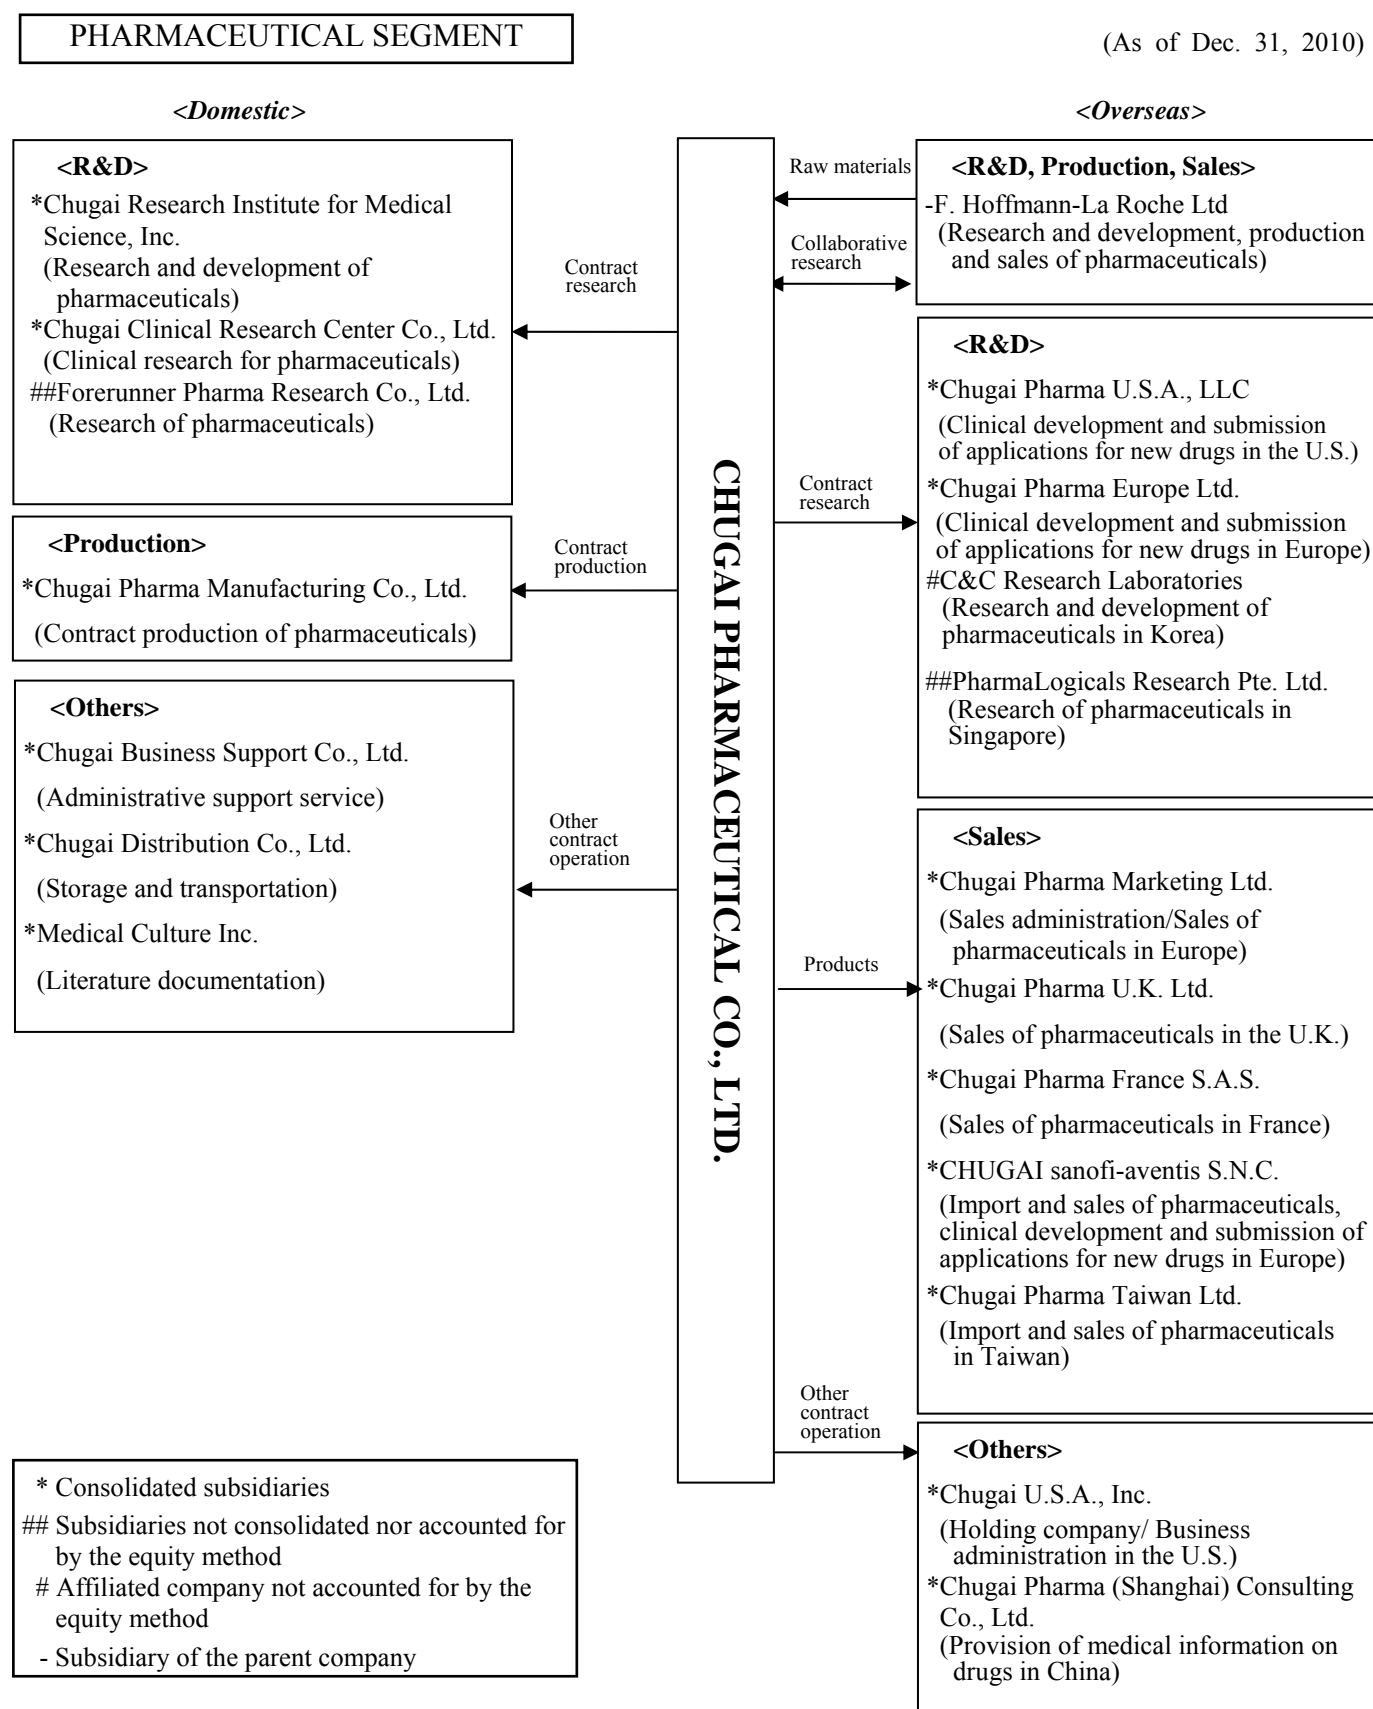 PHARMACEUTICAL SEGMENT
(As of Dec. 31, 2010)
<Domestic>
<R&D>
*Chugai Research Institute for Medical
Science, Inc.
(Research and development of
pharmaceuticals)
*Chugai Clinical Research Center Co., Ltd.
(Clinical research for pharmaceuticals)
##Forerunner Pharma Research Co., Ltd.
(Research of pharmaceuticals)
Contract
research
<Production>
*Chugai Pharma Manufacturing Co., Ltd.
(Contract production of pharmaceuticals)
Contract
production
<Others>
*Chugai Business Support Co., Ltd.
(Administrative support service)
*Chugai Distribution Co., Ltd.
(Storage and transportation)
*Medical Culture Inc.
(Literature documentation)
Other
contract
operation
CHUGAI PHARMACEUTICAL CO., LTD.
<Overseas>
Raw materials
Collaborative
research
<R&D, Production, Sales>
-F. Hoffmann-La Roche Ltd
(Research and development, production
and sales of pharmaceuticals)
Contract
research
<R&D>
*Chugai Pharma U.S.A., LLC
(Clinical development and submission
of applications for new drugs in the U.S.)
*Chugai Pharma Europe Ltd.
(Clinical development and submission
of applications for new drugs in Europe)
#C&C Research Laboratories
(Research and development of
pharmaceuticals in Korea)
##PharmaLogicals Research Pte. Ltd.
(Research of pharmaceuticals in
Singapore)
Products
<Sales>
*Chugai Pharma Marketing Ltd.
(Sales administration/Sales of
pharmaceuticals in Europe)
*Chugai Pharma U.K. Ltd.
(Sales of pharmaceuticals in the U.K.)
*Chugai Pharma France S.A.S.
(Sales of pharmaceuticals in France)
*CHUGAI sanofi-aventis S.N.C.
(Import and sales of pharmaceuticals,
clinical development and submission of
applications for new drugs in Europe)
*Chugai Pharma Taiwan Ltd.
(Import and sales of pharmaceuticals
in Taiwan)
Other
contract
operation
<Others>
*Chugai U.S.A., Inc.
(Holding company/ Business
administration in the U.S.)
*Chugai Pharma (Shanghai) Consulting
Co., Ltd.
(Provision of medical information on
drugs in China)
* Consolidated subsidiaries
## Subsidiaries not consolidated nor accounted for
by the equity method
# Affiliated company not accounted for by the
equity method
- Subsidiary of the parent company